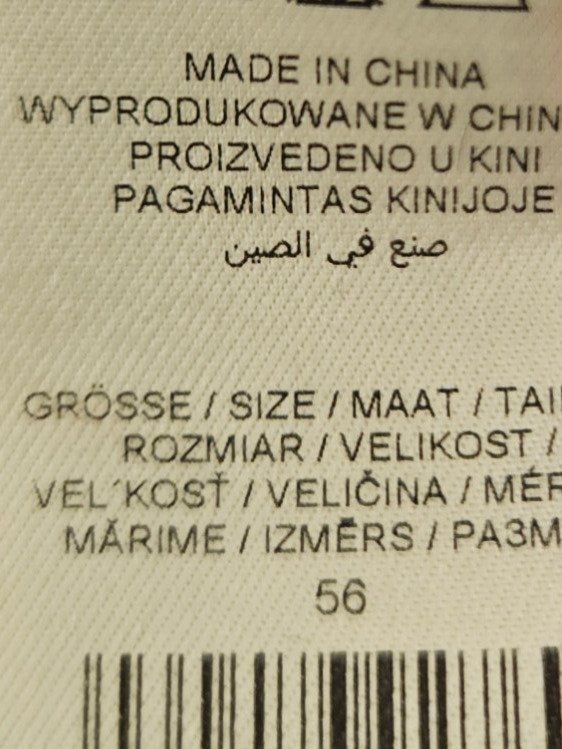 MADE IN CHINA
WYPRODUKOWANE W CHIN
PROIZVEDENO U KINI
PAGAMINTAS KINIJOJE
صنع في الصين
GRÖSSE / SIZE / MAAT / TAI
ROZMIAR / VELIKOST /
VEL´KOSŤ / VELIČINA / MÉR
MĂRIME / IZMĒRS / РАЗМ
56